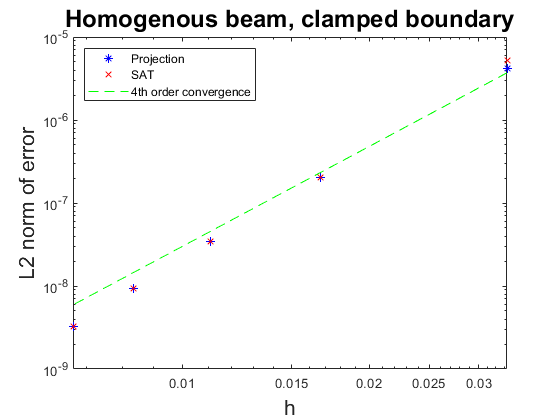 Homogenous beam, clamped boundary
10^-5
Projection
SAT
4th order convergence
10^-6
L2 norm of error
10^-7
10^-8
10^-9
0.01
0.015
0.02
0.025
0.03
h